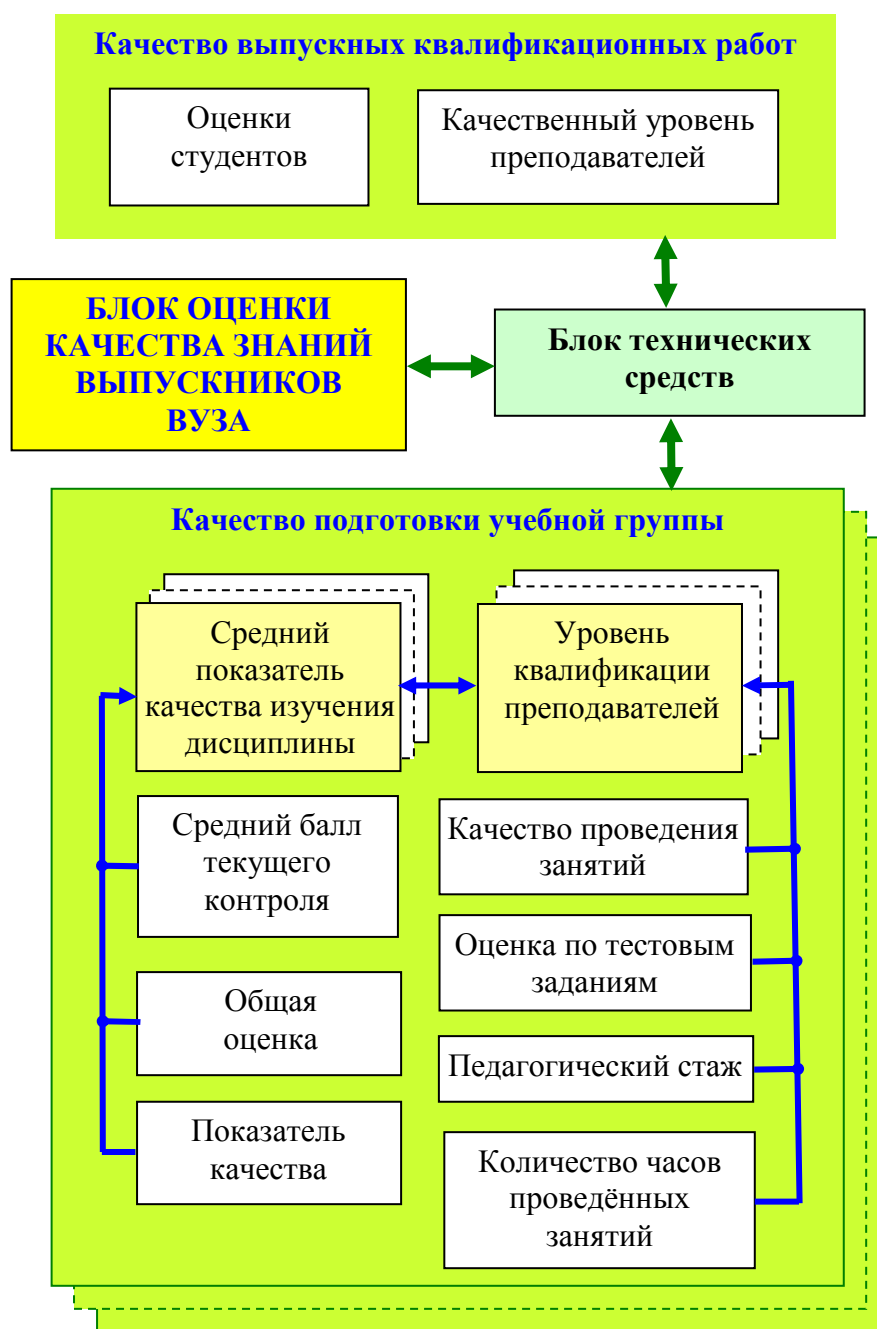 Качество выпускных квалификационных работ
Оценки
студентов
Качественный уровень
преподавателей
БЛОК ОЦЕНКИ
КАЧЕСТВА ЗНАНИЙ
ВЫПУСКНИКОВ
ВУЗА
Блок технических
средств
Качество подготовки учебной группы
Средний
показатель
качества изучения
дисциплины
Уровень
квалификации
преподавателей
Средний балл
текущего
контроля
Общая
оценка
Показатель
качества
Качество проведения
занятий
Оценка по тестовым
заданиям
Педагогический стаж
Количество часов
проведённых
занятий